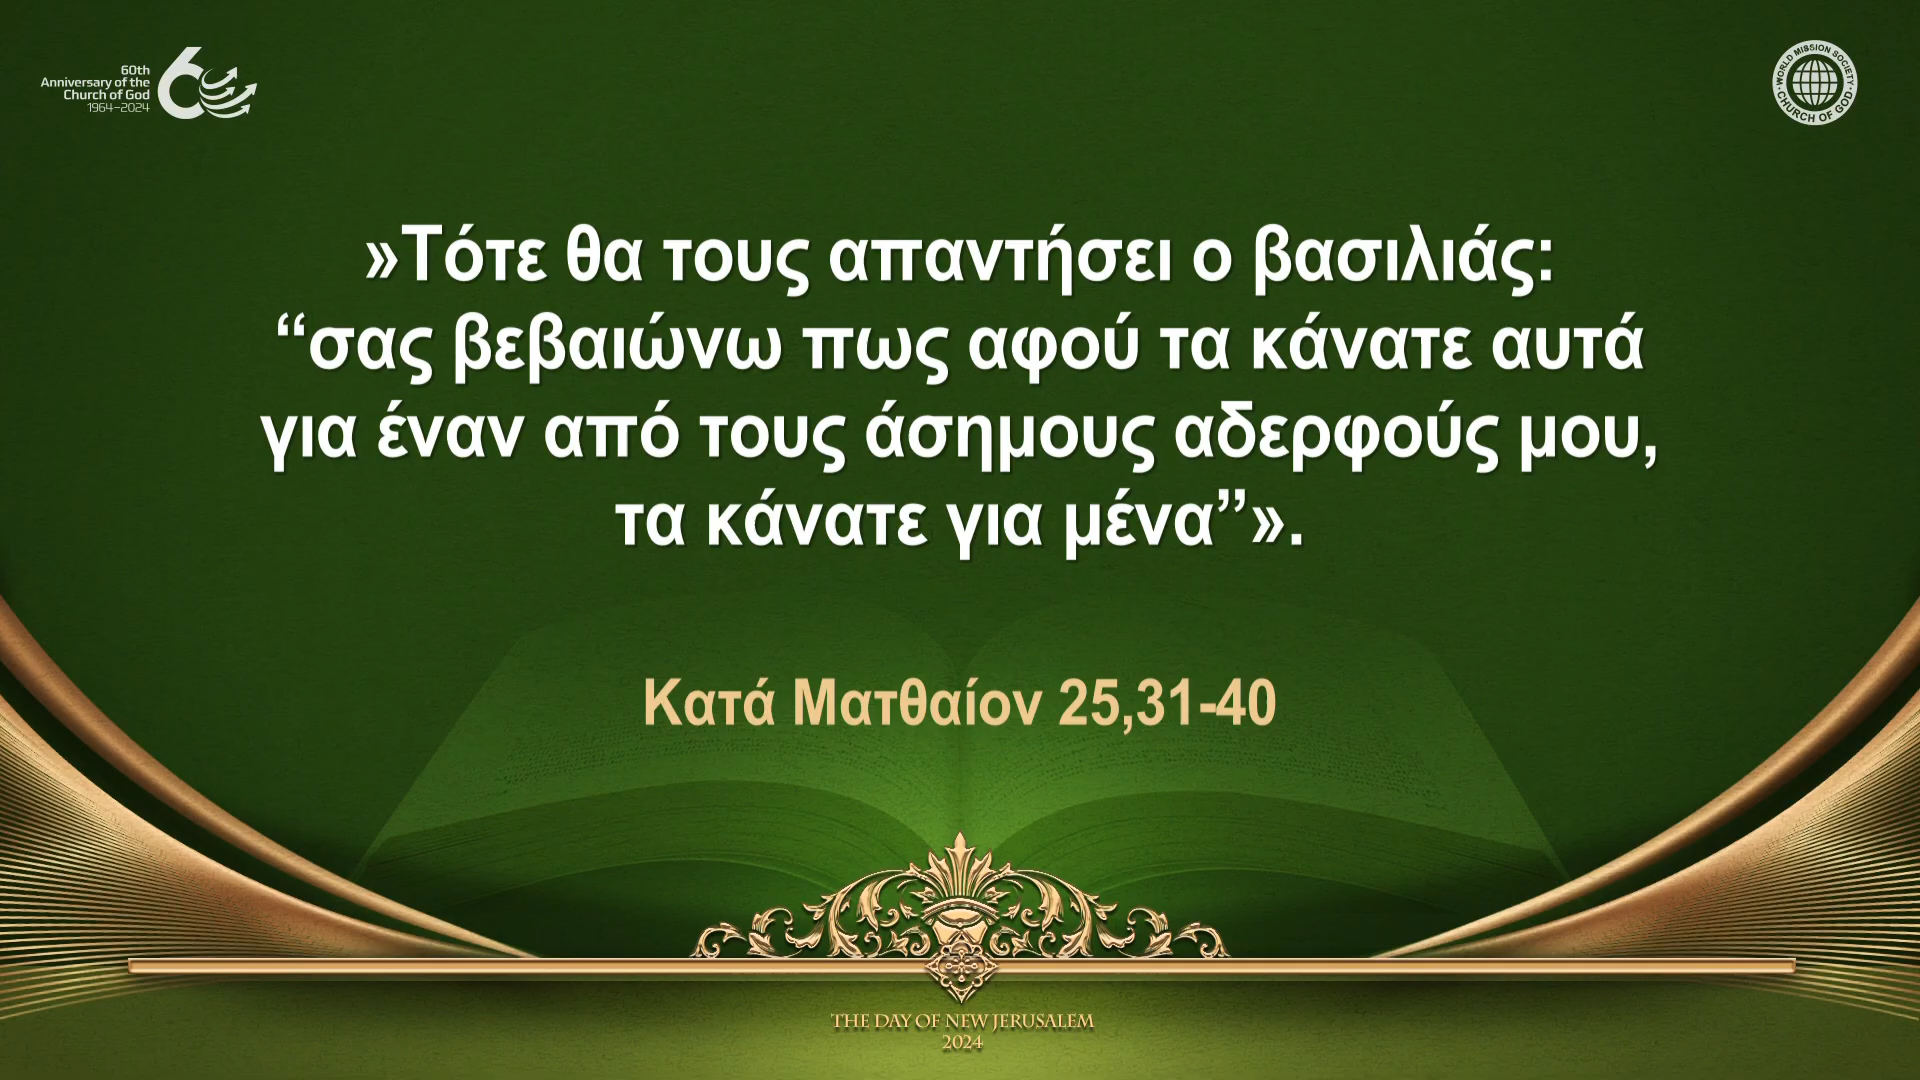 60th
Anniversary of the
Church of God
1964–2024
60
WORLD MISSION SOCIETY
CHURCH OF GOD
»Τότε θα τους απαντήσει ο βασιλιάς:
“σας βεβαιώνω πως αφού τα κάνατε αυτά
για έναν από τους άσημους αδερφούς μου,
τα κάνατε για μένα”».
Κατά Ματθαίον 25,31-40
THE DAY OF NEW JERUSALEM
2024